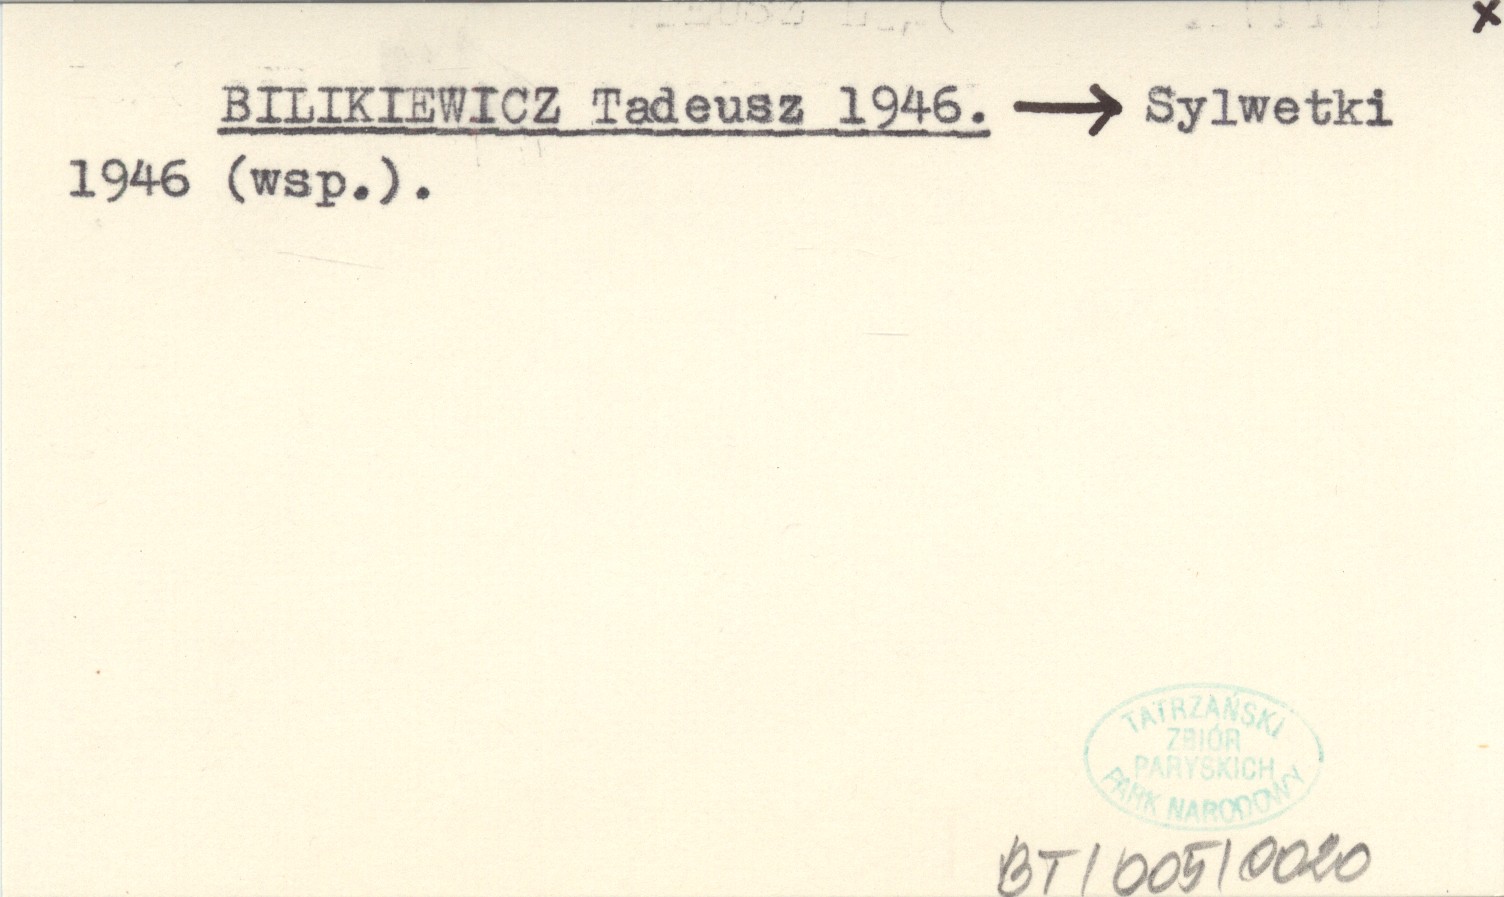 x
BILIKIEWICZ Tadeusz 1946. → Sylwetki
1946 (wsp.).
TATRZAŃSKI
ZBIÓR
PARYSKICH
PARK NARODOWY
BT/005/0020